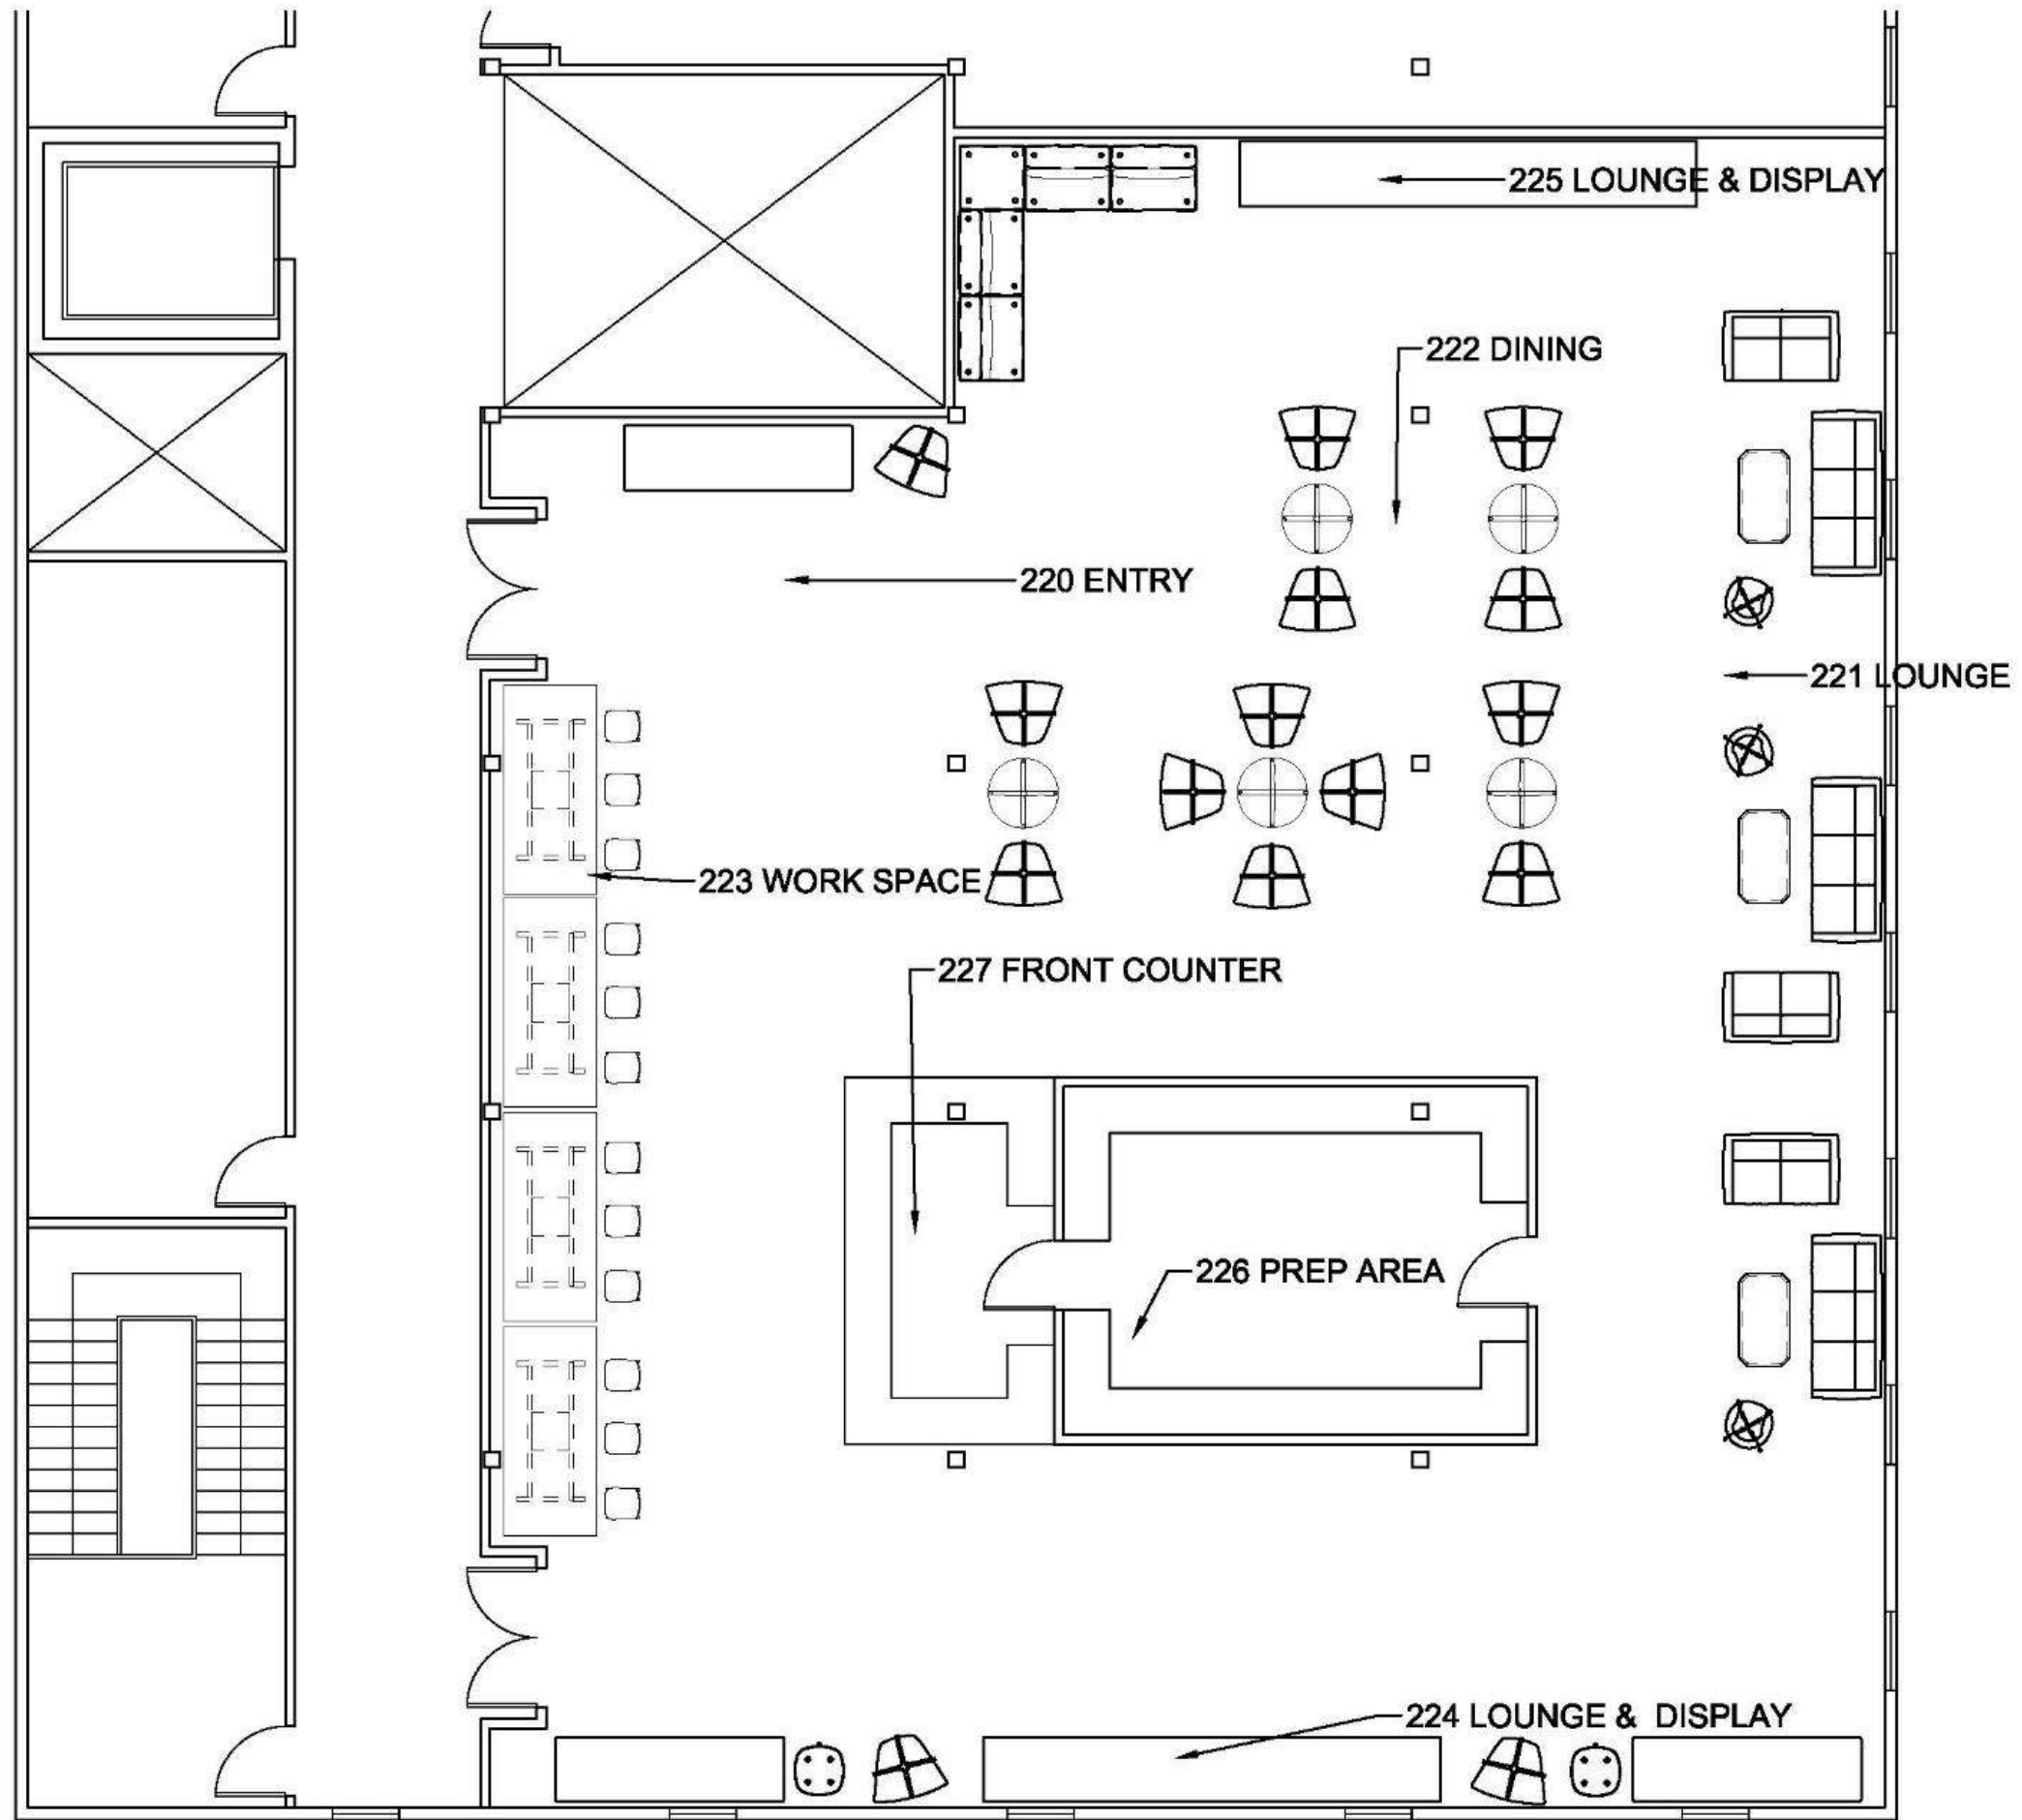 225 LOUNGE & DISPLAY
222 DINING
220 ENTRY
221 LOUNGE
223 WORK SPACE
227 FRONT COUNTER
226 PREP AREA
224 LOUNGE & DISPLAY